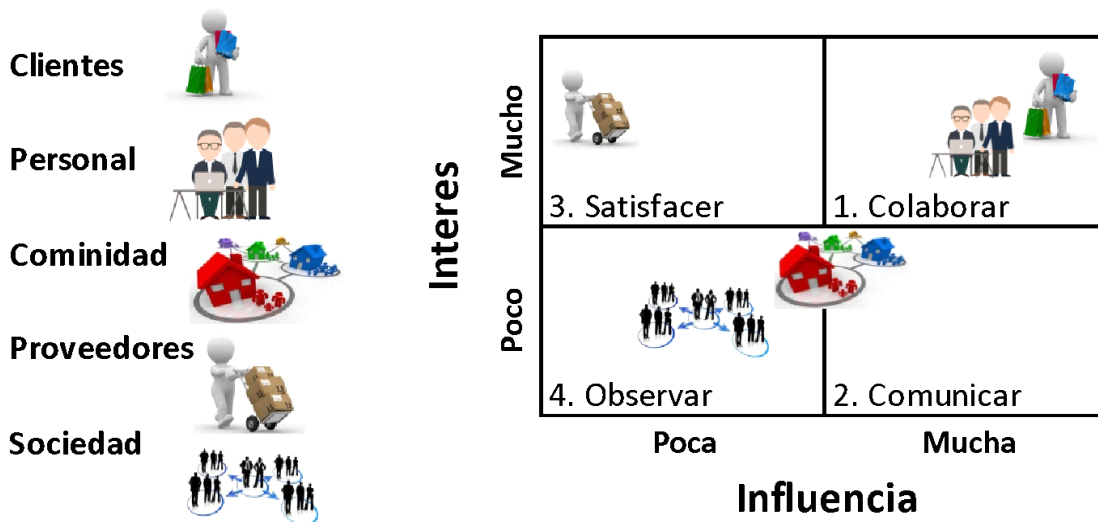 Clientes
Personal
Cominidad
Proveedores
Sociedad
Interes
Mucho
Poco
3. Satisfacer
1. Colaborar
4. Observar
2. Comunicar
Poca
Mucha
Influencia